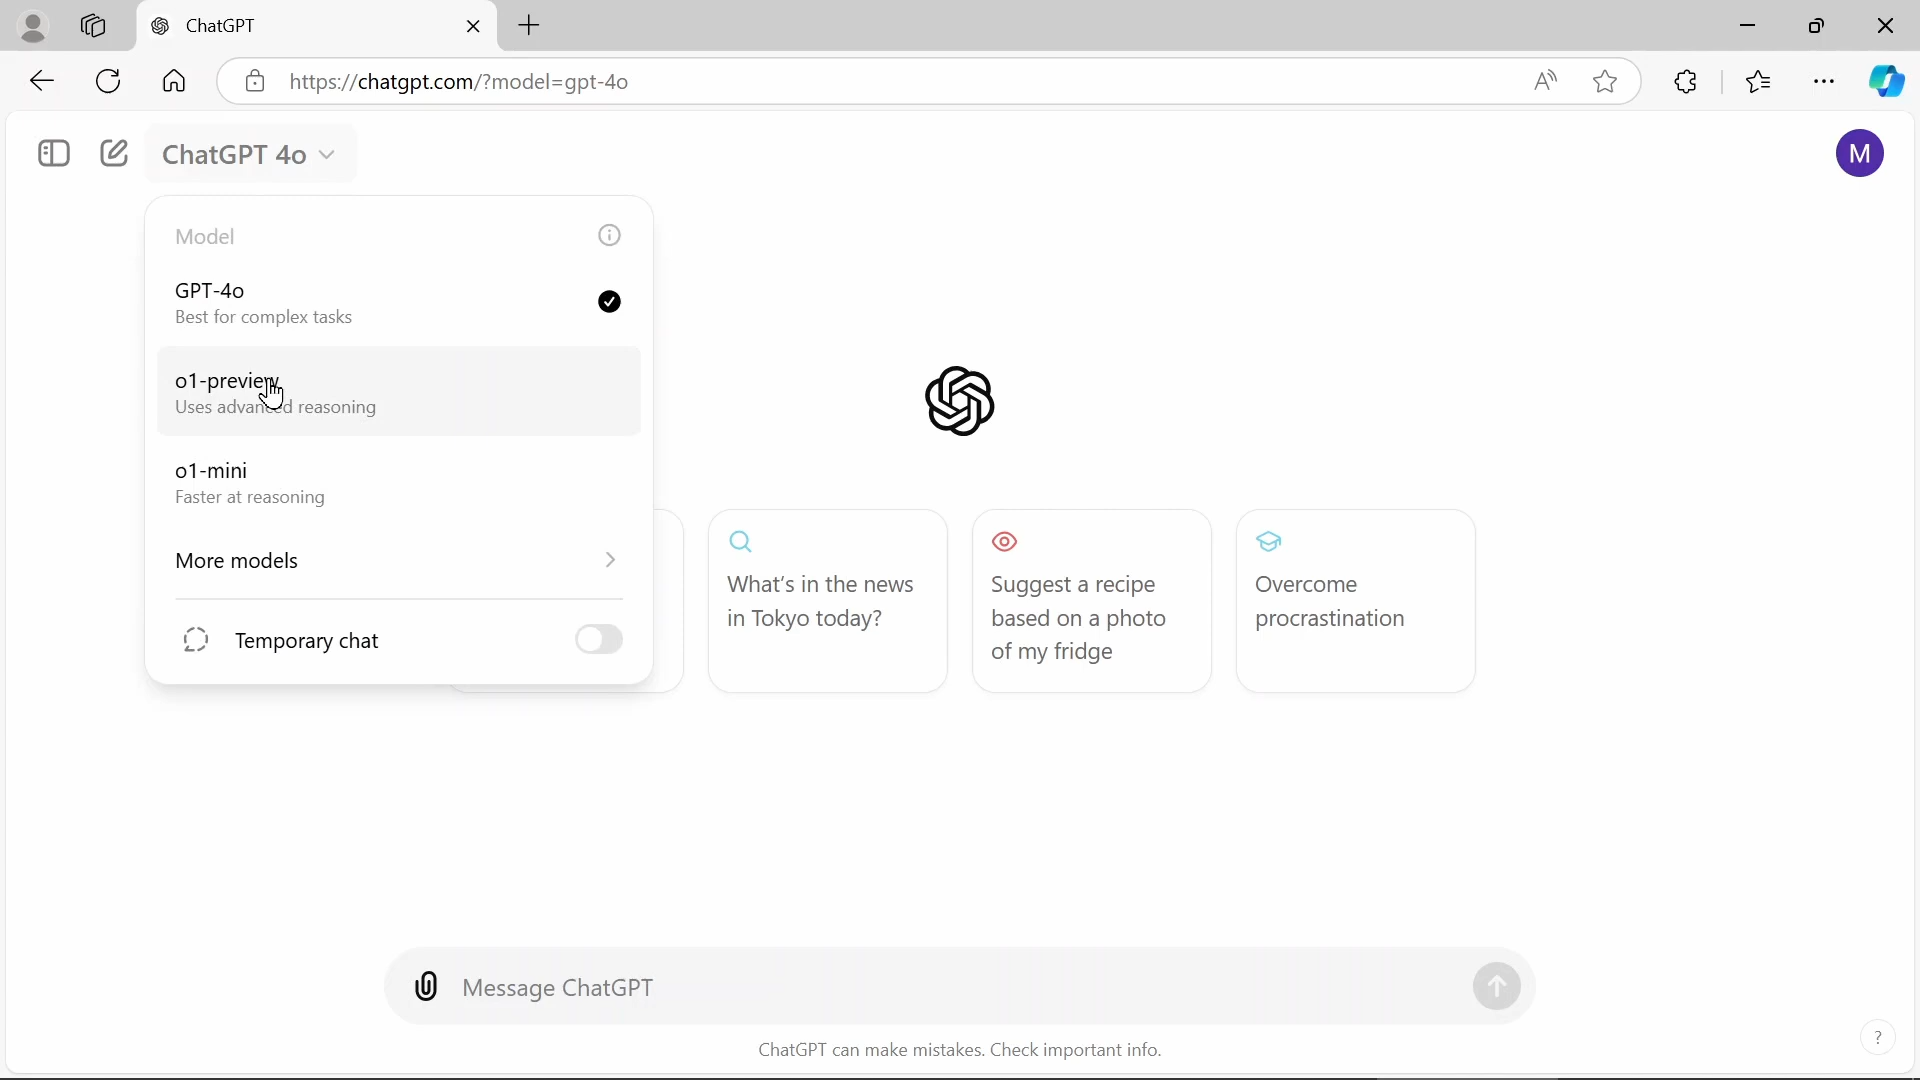 ChatGPT
https://chatgpt.com/?model=gpt-4o
ChatGPT 4o
M
Model
GPT-4o
Best for complex tasks
o1-preview
Uses advanced reasoning
o1-mini
Faster at reasoning
More models
Temporary chat
What's in the news
in Tokyo today?
Suggest a recipe
based on a photo
of my fridge
Overcome
procrastination
Message ChatGPT
ChatGPT can make mistakes. Check important info.
?